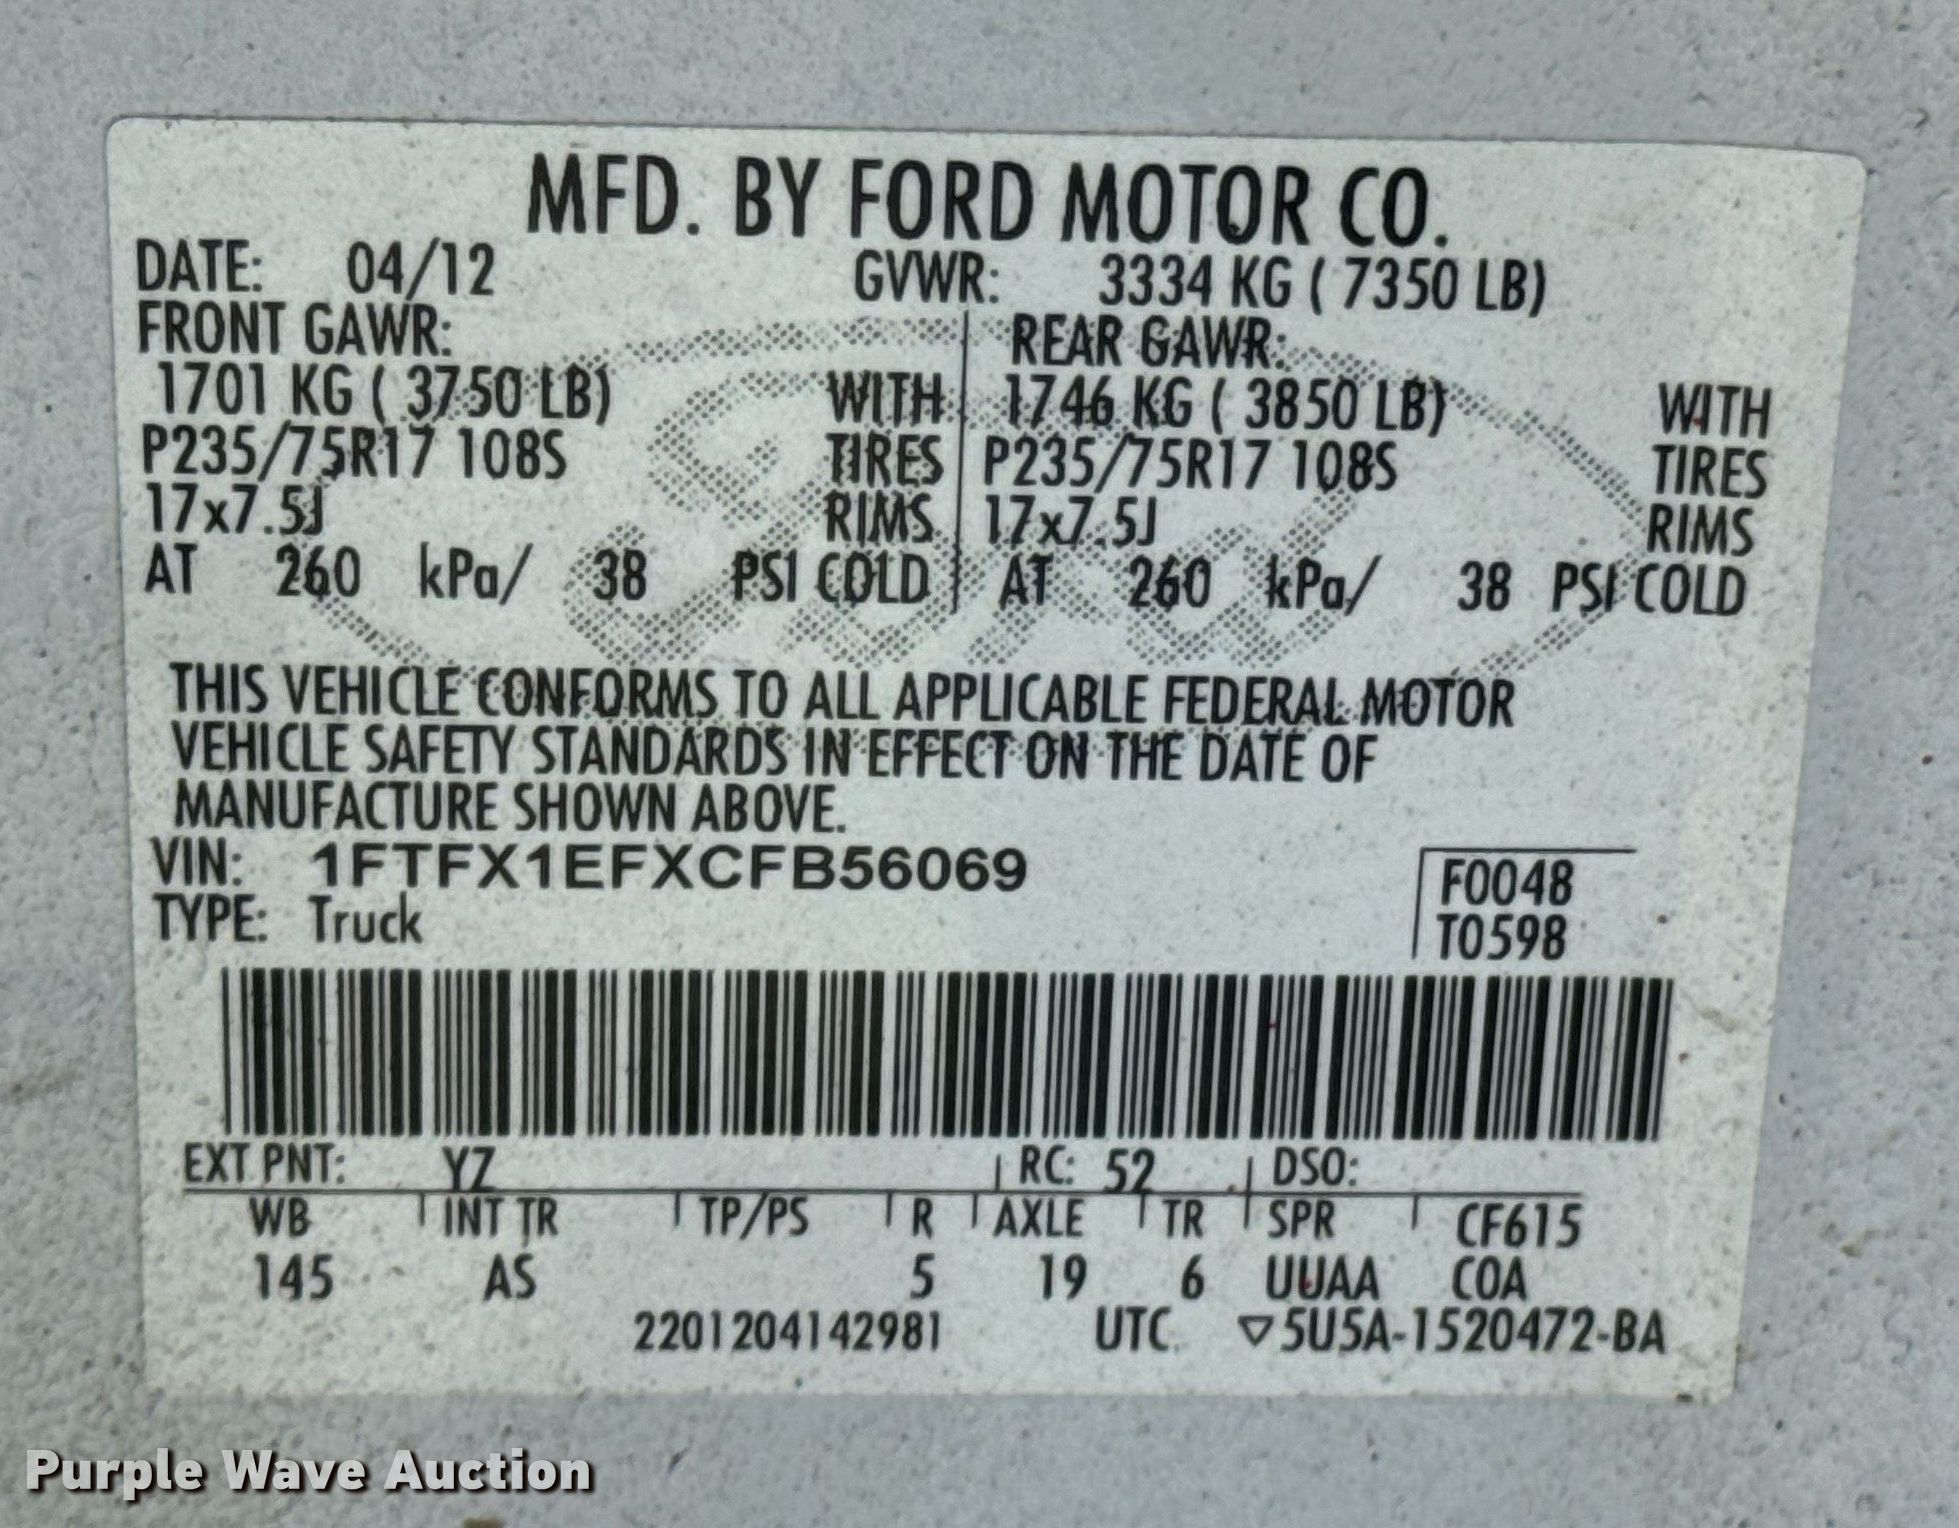 MFD. BY FORD MOTOR CO.
DATE: 04/12 GVWR: 3334 KG ( 7350 LB)
FRONT GAWR: REAR GAWR:
1701 KG ( 3750 LB) WITH 1746 KG ( 3850 LB) WITH
P235/75R17 108S TIRES P235/75R17 108S TIRES
17x7.5J RIMS 17x7.5J RIMS
AT 260 kPa/ 38 PSI COLD AT 260 kPa/ 38 PSI COLD
THIS VEHICLE CONFORMS TO ALL APPLICABLE FEDERAL MOTOR
VEHICLE SAFETY STANDARDS IN EFFECT ON THE DATE OF
MANUFACTURE SHOWN ABOVE.
VIN: 1FTFX1EFXCFB56069 F0048
TYPE: Truck T0598
EXT PNT: YZ RC: 52 DSO:
WB INT TR TP/PS R AXLE TR SPR CF615
145 AS 5 19 6 UUAA COA
2201204142981 UTC ▽5U5A-1520472-BA
Purple Wave Auction